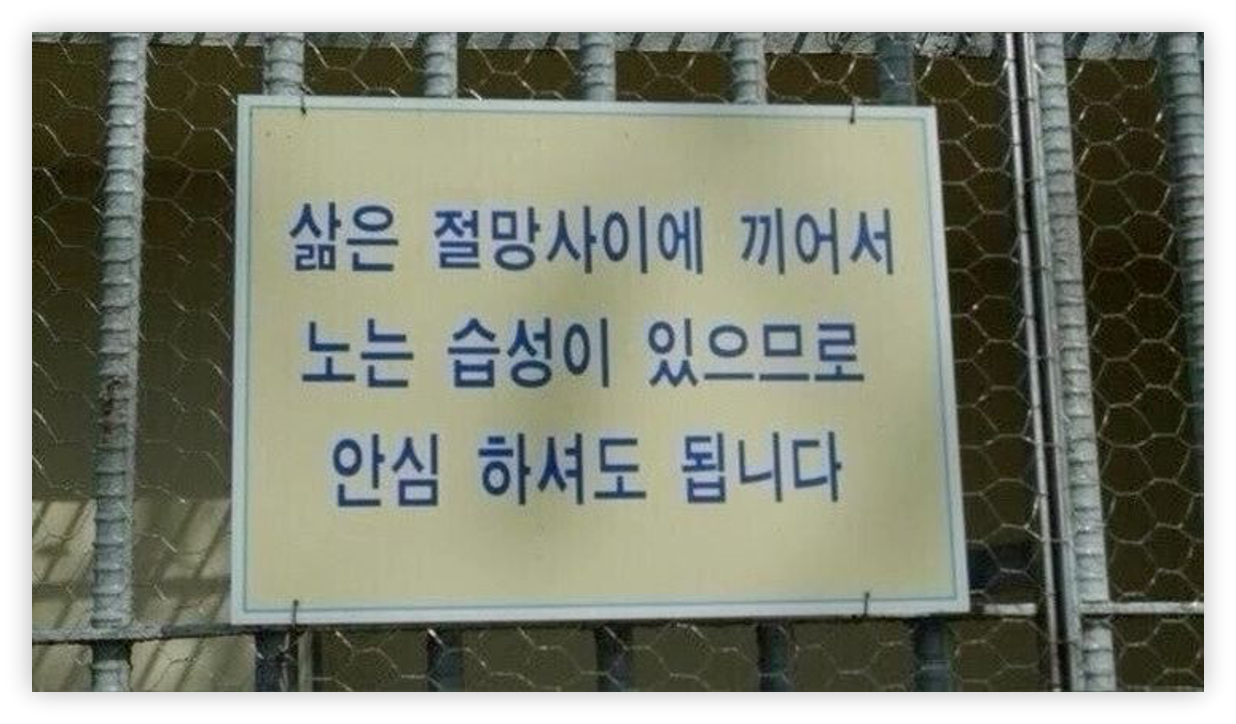 삶은 절망사이에 끼어서
노는 습성이 있으므로
안심 하셔도 됩니다